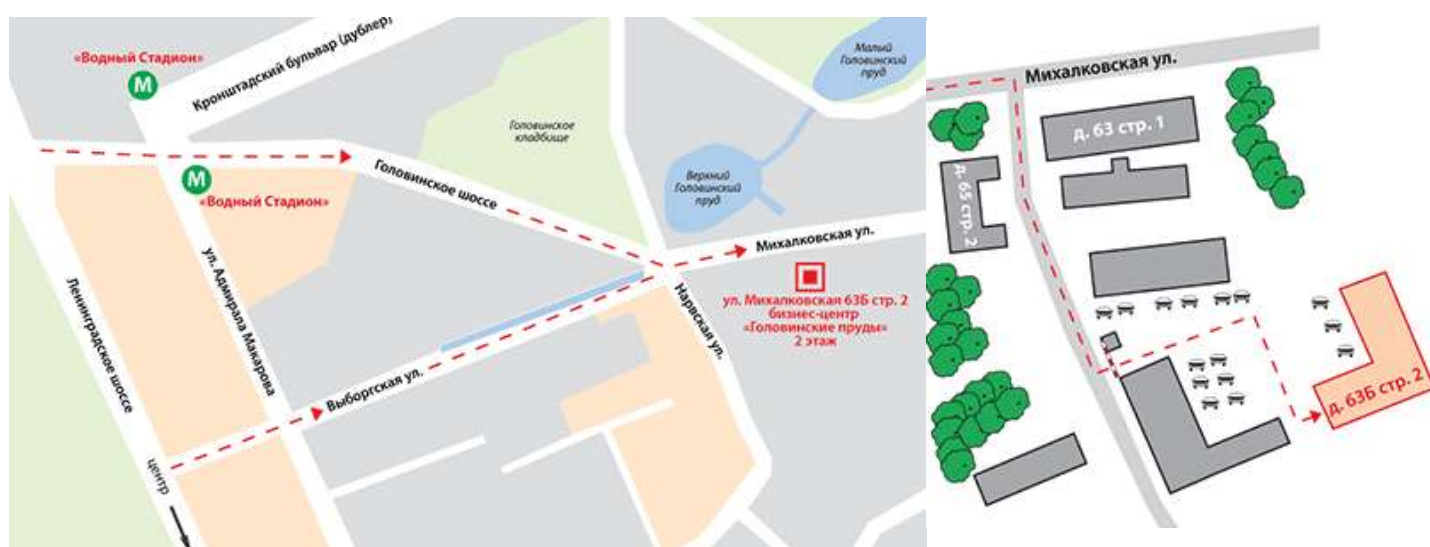 «Водный Стадион»
М
Кронштадский бульвар (дублер)
Малый
Головинский
пруд
Головинское
кладбище
М
«Водный Стадион»
Головинское шоссе
Верхний
Головинский
пруд
Михалковская ул.
ул. Михалковская 63Б стр. 2
бизнес-центр
«Головинские пруды»
2 этаж
Ленинградское шоссе
ул. Адмирала Макарова
Нарвская ул.
Выборгская ул.
центр
Михалковская ул.
д. 63 стр. 1
д. 65 стр. 2
д. 63Б стр. 2